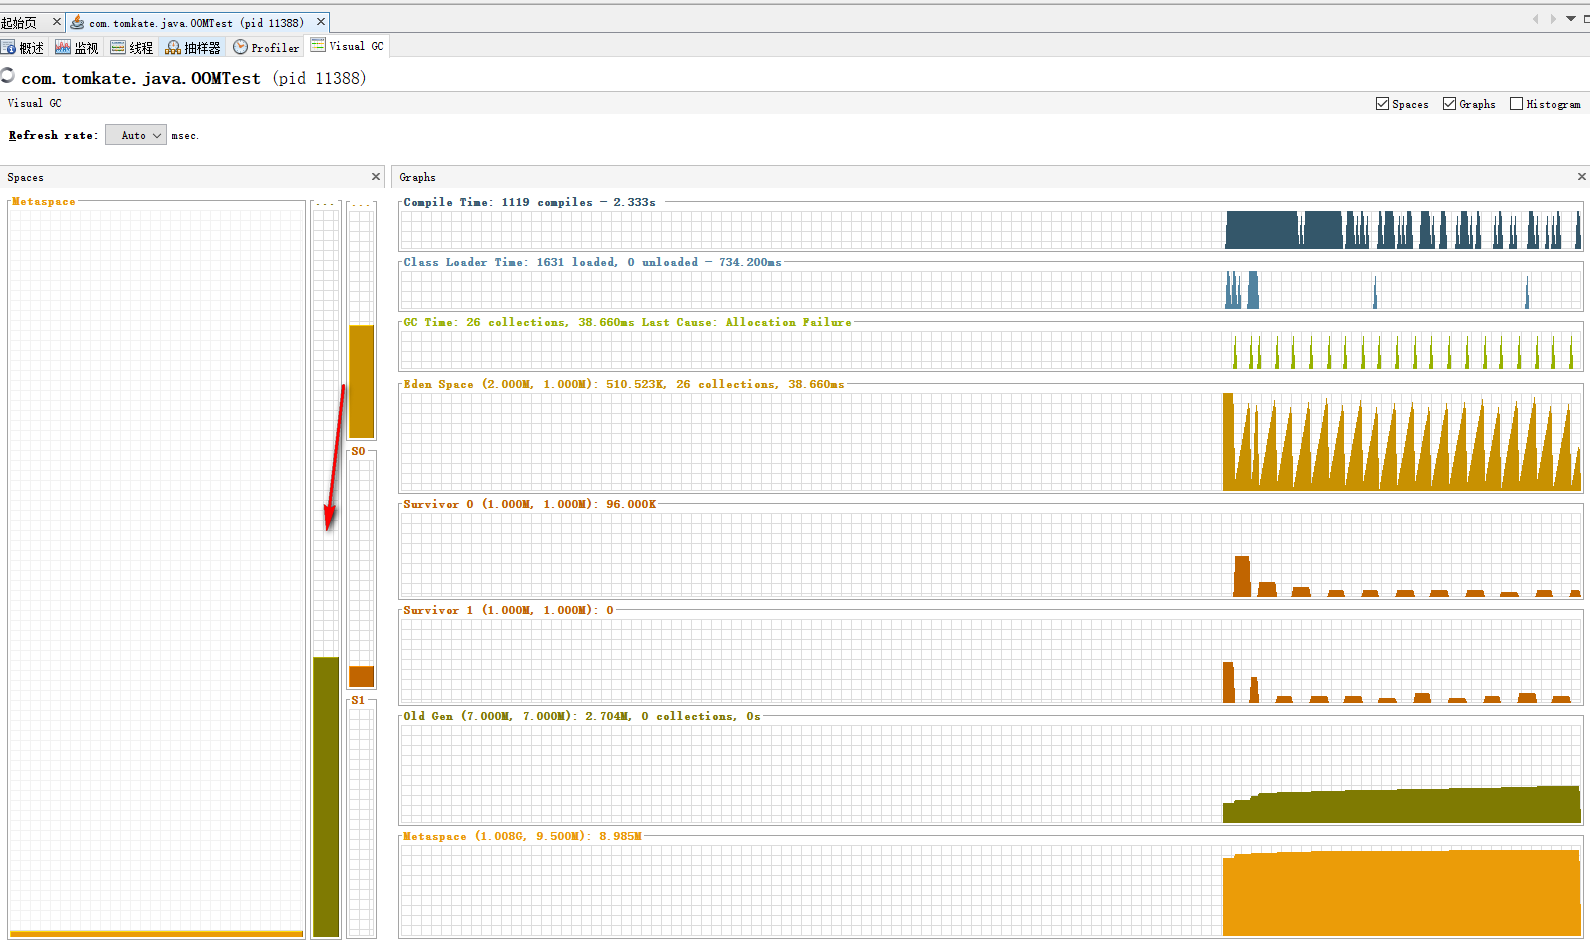 起始页
com.tomkate.java.OOMTest (pid 11388)
概述 监视 线程 抽样器 Profiler Visual GC
com.tomkate.java.OOMTest (pid 11388)
Visual GC
Spaces Graphs Histogram
Refresh rate: Auto msec.
Spaces
Graphs
Metaspace
...
...
S0
S1
Compile Time: 1119 compiles - 2.333s
Class Loader Time: 1631 loaded, 0 unloaded - 734.200ms
GC Time: 26 collections, 38.660ms Last Cause: Allocation Failure
Eden Space (2.000M, 1.000M): 510.523K, 26 collections, 38.660ms
Survivor 0 (1.000M, 1.000M): 96.000K
Survivor 1 (1.000M, 1.000M): 0
Old Gen (7.000M, 7.000M): 2.704M, 0 collections, 0s
Metaspace (1.008G, 9.500M): 8.985M